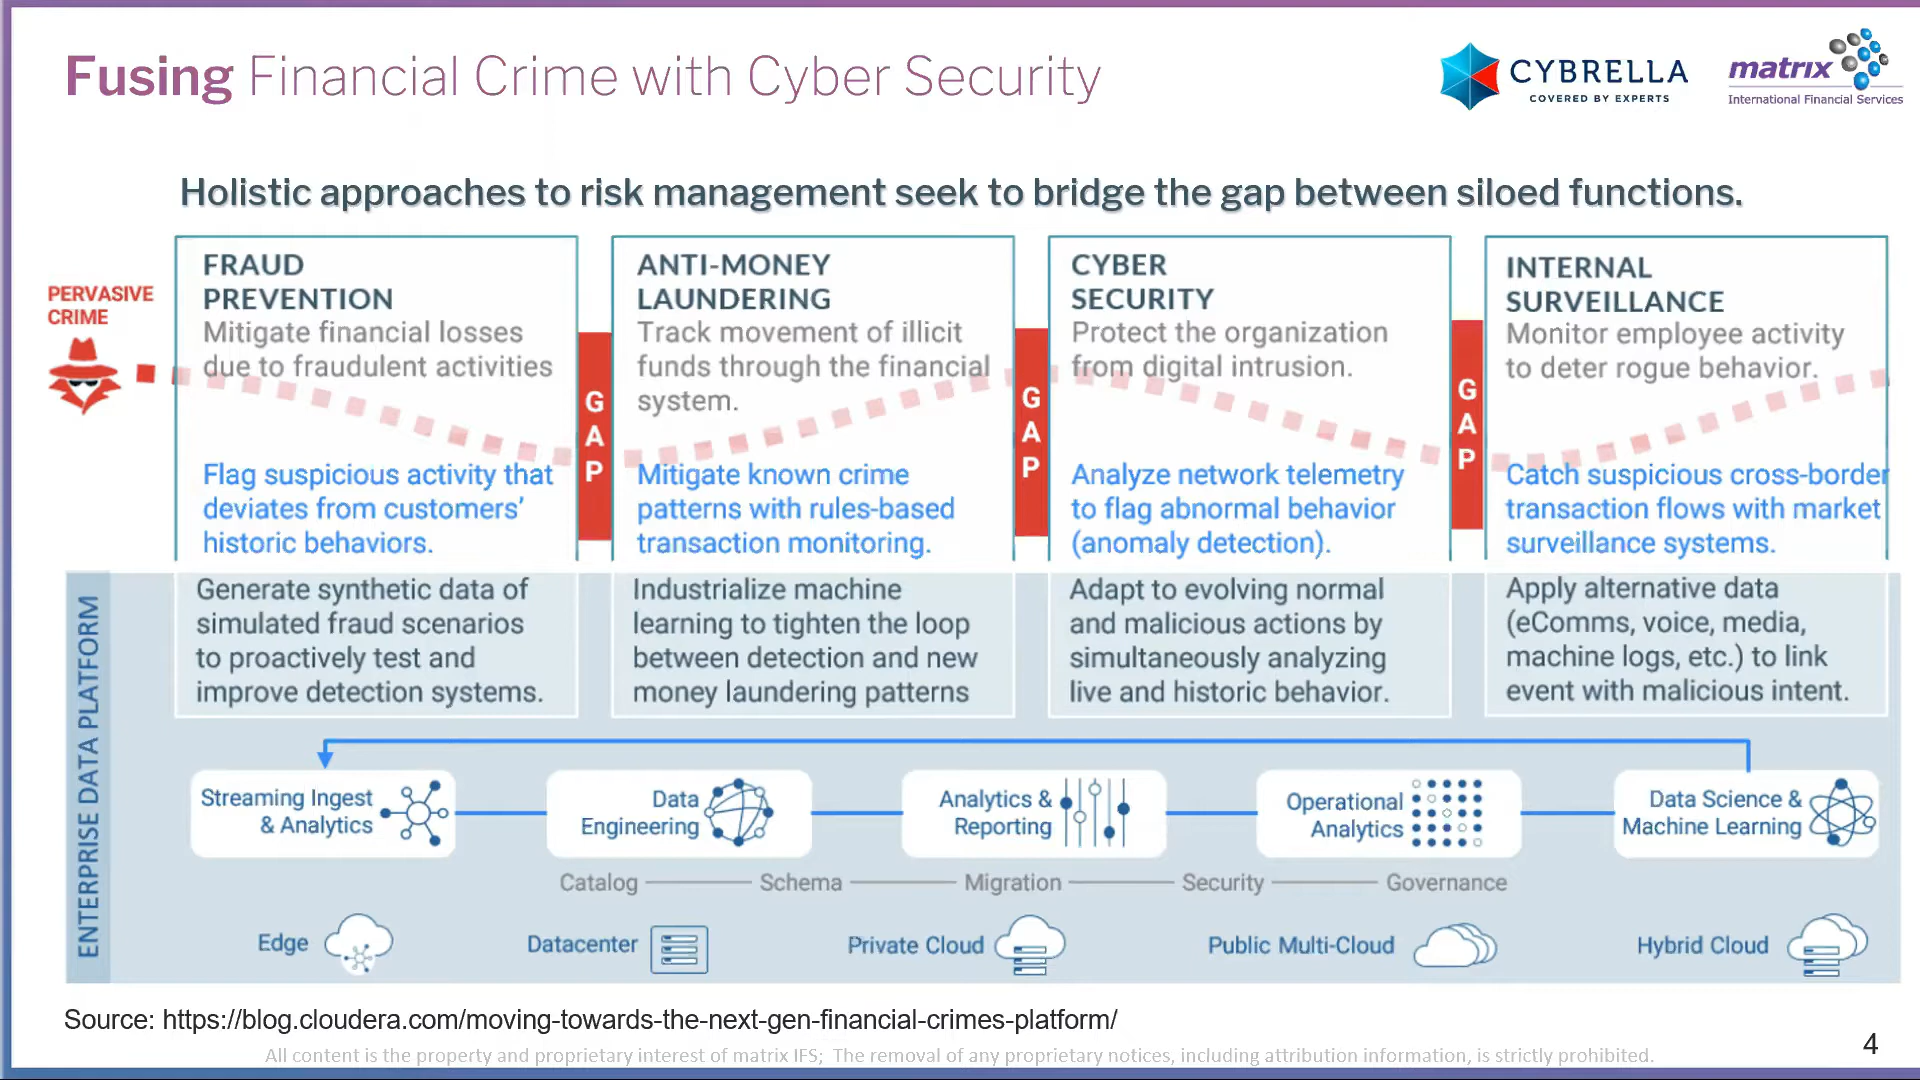 Fusing Financial Crime with Cyber Security
CYBRELLA
COVERED BY EXPERTS
matrix
International Financial Services
Holistic approaches to risk management seek to bridge the gap between siloed functions.
PERVASIVE
CRIME
FRAUD
PREVENTION
Mitigate financial losses
due to fraudulent activities
Flag suspicious activity that
deviates from customers’
historic behaviors.
Generate synthetic data of
simulated fraud scenarios
to proactively test and
improve detection systems.
GAP
ANTI-MONEY
LAUNDERING
Track movement of illicit
funds through the financial
system.
Mitigate known crime
patterns with rules-based
transaction monitoring.
Industrialize machine
learning to tighten the loop
between detection and new
money laundering patterns
GAP
CYBER
SECURITY
Protect the organization
from digital intrusion.
Analyze network telemetry
to flag abnormal behavior
(anomaly detection).
Adapt to evolving normal
and malicious actions by
simultaneously analyzing
live and historic behavior.
GAP
INTERNAL
SURVEILLANCE
Monitor employee activity
to deter rogue behavior.
Catch suspicious cross-border
transaction flows with market
surveillance systems.
Apply alternative data
(eComms, voice, media,
machine logs, etc.) to link
event with malicious intent.
ENTERPRISE DATA PLATFORM
Streaming Ingest
& Analytics
Data
Engineering
Analytics &
Reporting
Operational
Analytics
Data Science &
Machine Learning
Catalog Schema Migration Security Governance
Edge Datacenter Private Cloud Public Multi-Cloud Hybrid Cloud
Source: https://blog.cloudera.com/moving-towards-the-next-gen-financial-crimes-platform/
All content is the property and proprietary interest of matrix IFS; The removal of any proprietary notices, including attribution information, is strictly prohibited.
4